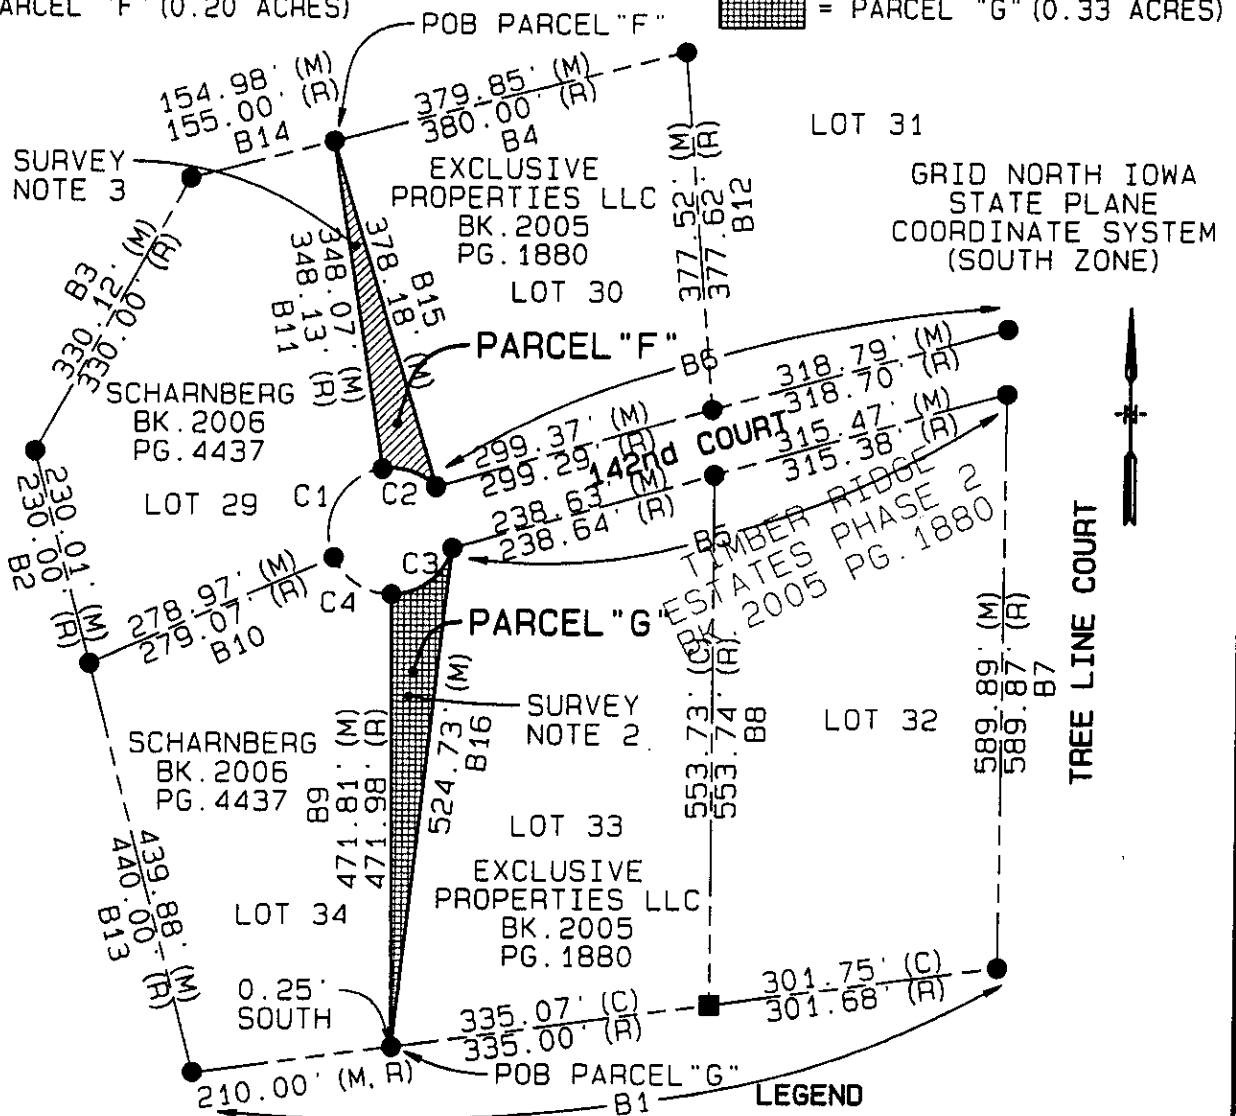 PARCEL "F" (0.20 ACRES)
= PARCEL "G" (0.33 ACRES)
POB PARCEL "F"
154.98' (M)
155.00' (R)
B14
379.85' (M)
380.00' (R)
B4
LOT 31
SURVEY
NOTE 3
EXCLUSIVE
PROPERTIES LLC
BK.2005
PG.1880
LOT 30
377.52' (M)
377.62' (R)
B12
GRID NORTH IOWA
STATE PLANE
COORDINATE SYSTEM
(SOUTH ZONE)
B3
330.12' (M)
330.00' (R)
348.07' (M)
348.13' (R)
B11
B15
378.18' (M)
PARCEL "F"
B6
318.79' (M)
318.70' (R)
SCHARNBERG
BK.2006
PG.4437
LOT 29
C1
C2
299.37' (M)
299.29' (R)
142nd COURT
315.47' (M)
315.38' (R)
238.63' (M)
238.64' (R)
B5
TIMBER RIDGE
ESTATES PHASE 2
BK.2005 PG.1880
230.01' (M)
230.00' (R)
B2
278.97' (M)
279.07' (R)
B10
C3
C4
PARCEL "G"
SURVEY
NOTE 2
553.73' (C)
553.74' (R)
B8
LOT 32
589.89' (M)
589.87' (R)
B7
TREE LINE COURT
SCHARNBERG
BK.2006
PG.4437
B9
471.81' (M)
471.98' (R)
524.73' (M)
B16
LOT 33
EXCLUSIVE
PROPERTIES LLC
BK.2005
PG.1880
439.88' (M)
440.00' (R)
B13
LOT 34
0.25'
SOUTH
335.07' (C)
335.00' (R)
301.75' (C)
301.68' (R)
210.00' (M,R)
POB PARCEL "G"
B1
LEGEND